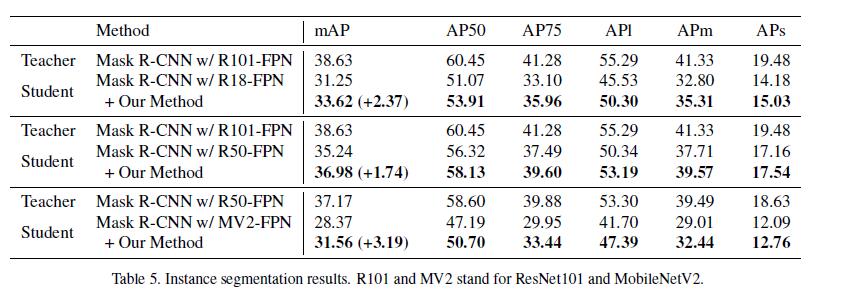 Method mAP AP50 AP75 APl APm APs
Teacher Mask R-CNN w/ R101-FPN 38.63 60.45 41.28 55.29 41.33 19.48
Student Mask R-CNN w/ R18-FPN 31.25 51.07 33.10 45.53 32.80 14.18
+ Our Method 33.62 (+2.37) 53.91 35.96 50.30 35.31 15.03
Teacher Mask R-CNN w/ R101-FPN 38.63 60.45 41.28 55.29 41.33 19.48
Student Mask R-CNN w/ R50-FPN 35.24 56.32 37.49 50.34 37.71 17.16
+ Our Method 36.98 (+1.74) 58.13 39.60 53.19 39.57 17.54
Teacher Mask R-CNN w/ R50-FPN 37.17 58.60 39.88 53.30 39.49 18.63
Student Mask R-CNN w/ MV2-FPN 28.37 47.19 29.95 41.70 29.01 12.09
+ Our Method 31.56 (+3.19) 50.70 33.44 47.39 32.44 12.76
Table 5. Instance segmentation results. R101 and MV2 stand for ResNet101 and MobileNetV2.